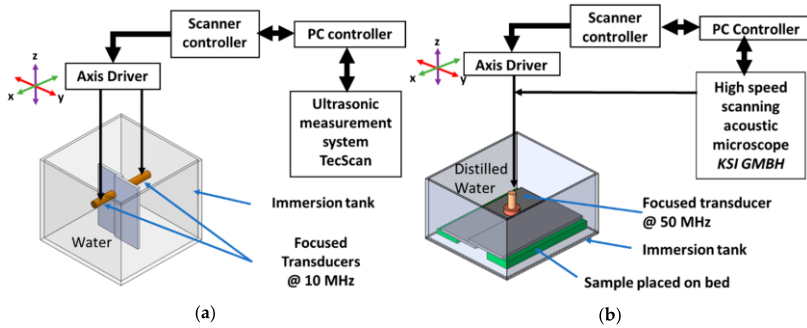 Scanner
controller
PC controller
Axis Driver
z
x
y
Ultrasonic
measurement
system
TecScan
Water
Immersion tank
Focused
Transducers
@ 10 MHz
(a)
Scanner
controller
PC Controller
Axis Driver
z
x
y
High speed
scanning
acoustic
microscope
KSI GMBH
Distilled
Water
Focused transducer
@ 50 MHz
Immersion tank
Sample placed on bed
(b)